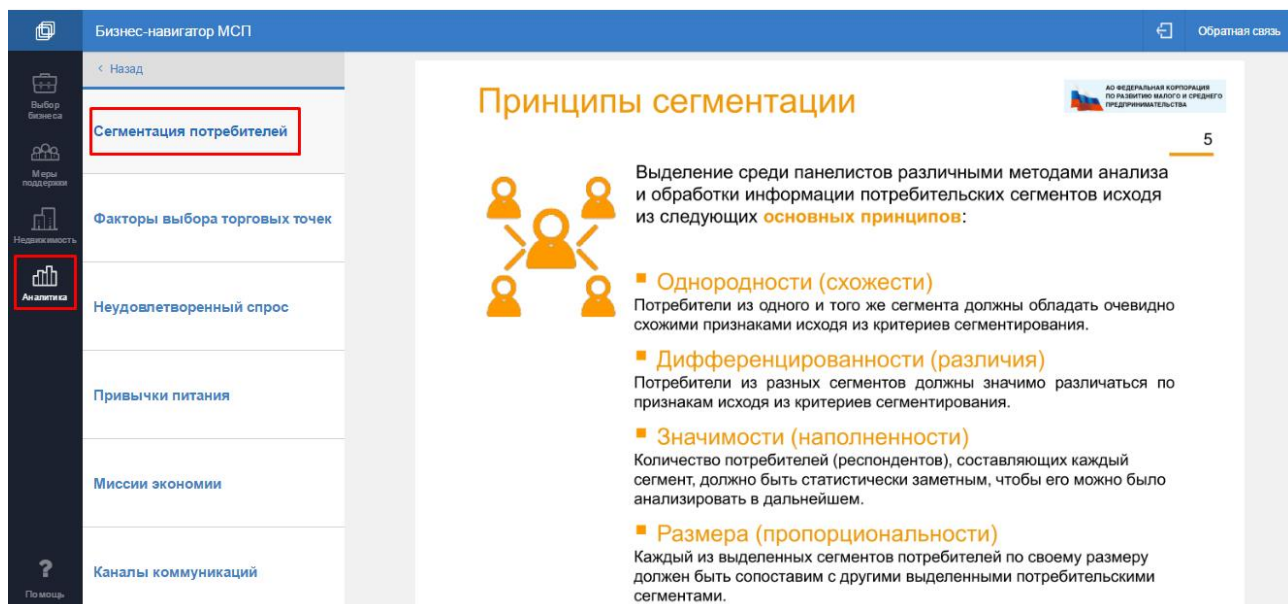 Бизнес-навигатор МСП
Обратная связь
Выбор
бизнеса
Меры
поддержки
Недвижимость
Аналитика
?
Помощь
< Назад
Сегментация потребителей
Факторы выбора торговых точек
Неудовлетворенный спрос
Привычки питания
Миссии экономии
Каналы коммуникаций
Принципы сегментации
АО ФЕДЕРАЛЬНАЯ КОРПОРАЦИЯ
ПО РАЗВИТИЮ МАЛОГО И СРЕДНЕГО
ПРЕДПРИНИМАТЕЛЬСТВА
5
Выделение среди панелистов различными методами анализа
и обработки информации потребительских сегментов исходя
из следующих основных принципов:
▪ Однородности (схожести)
Потребители из одного и того же сегмента должны обладать очевидно
схожими признаками исходя из критериев сегментирования.
▪ Дифференцированности (различия)
Потребители из разных сегментов должны значимо различаться по
признакам исходя из критериев сегментирования.
▪ Значимости (наполненности)
Количество потребителей (респондентов), составляющих каждый
сегмент, должно быть статистически заметным, чтобы его можно было
анализировать в дальнейшем.
▪ Размера (пропорциональности)
Каждый из выделенных сегментов потребителей по своему размеру
должен быть сопоставим с другими выделенными потребительскими
сегментами.